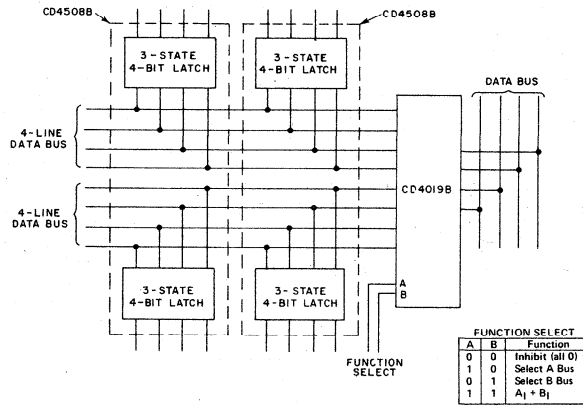 CD4508B
CD4508B
3-STATE
4-BIT LATCH
3-STATE
4-BIT LATCH
DATA BUS
4-LINE
DATA BUS
CD4019B
4-LINE
DATA BUS
3-STATE
4-BIT LATCH
3-STATE
4-BIT LATCH
A
B
FUNCTION
SELECT
FUNCTION SELECT
A B Function
0 0 Inhibit (all 0)
1 0 Select A Bus
0 1 Select B Bus
1 1 AI + BI